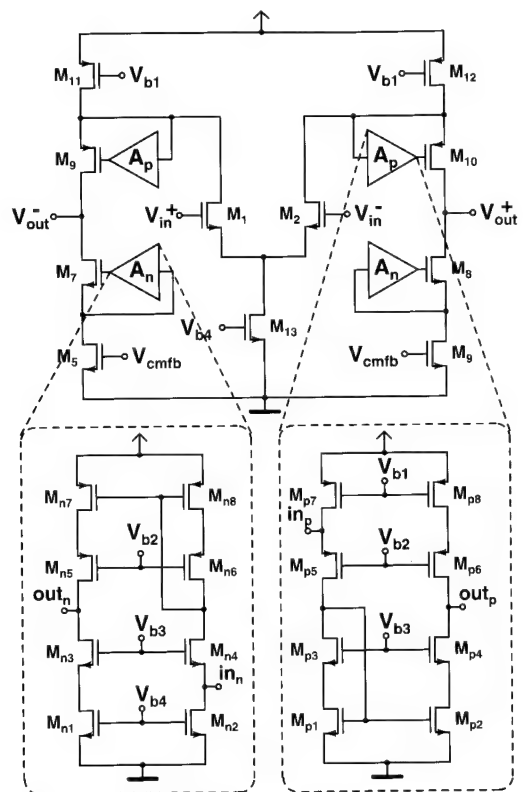 M11 Vb1 Vb1 M12
M9 Ap Ap M10
Vout- Vin+ M1 M2 Vin- Vout+
M7 An An M8
Vb4 M13
M5 Vcmfb Vcmfb M9
Mn7 Mn8 Mp7 Vb1 Mp8
inp
Vb2 Vb2
Mn5 Mn6 Mp5 Mp6
outn outp
Vb3 Vb3
Mn3 Mn4 Mp3 Mp4
inn
Vb4
Mn1 Mn2 Mp1 Mp2